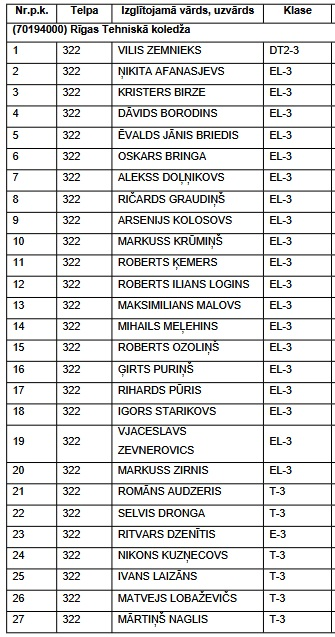 Nr.p.k. Telpa Izglītojamā vārds, uzvārds Klase
(70194000) Rīgas Tehniskā koledža
1 322 VILIS ZEMNIEKS DT2-3
2 322 ŅIKITA AFANASJEVS EL-3
3 322 KRISTERS BIRZE EL-3
4 322 DĀVIDS BORODINS EL-3
5 322 ĒVALDS JĀNIS BRIEDIS EL-3
6 322 OSKARS BRINGA EL-3
7 322 ALEKSS DOĻŅIKOVS EL-3
8 322 RIČARDS GRAUDIŅŠ EL-3
9 322 ARSENIJS KOLOSOVS EL-3
10 322 MARKUSS KRŪMIŅŠ EL-3
11 322 ROBERTS ĶEMERS EL-3
12 322 ROBERTS ILIANS LOGINS EL-3
13 322 MAKSIMILIANS MALOVS EL-3
14 322 MIHAILS MEĻEHINS EL-3
15 322 ROBERTS OZOLIŅŠ EL-3
16 322 ĢIRTS PURIŅŠ EL-3
17 322 RIHARDS PŪRIS EL-3
18 322 IGORS STARIKOVS EL-3
19 322 VJACESLAVS EL-3
ZEVNEROVICS
20 322 MARKUSS ZIRNIS EL-3
21 322 ROMĀNS AUDZERIS T-3
22 322 SELVIS DRONGA T-3
23 322 RITVARS DZENĪTIS E-3
24 322 NIKONS KUZŅECOVS T-3
25 322 IVANS LAIZĀNS T-3
26 322 MATVEJS LOBAŽEVIČS T-3
27 322 MĀRTIŅŠ NAGLIS T-3